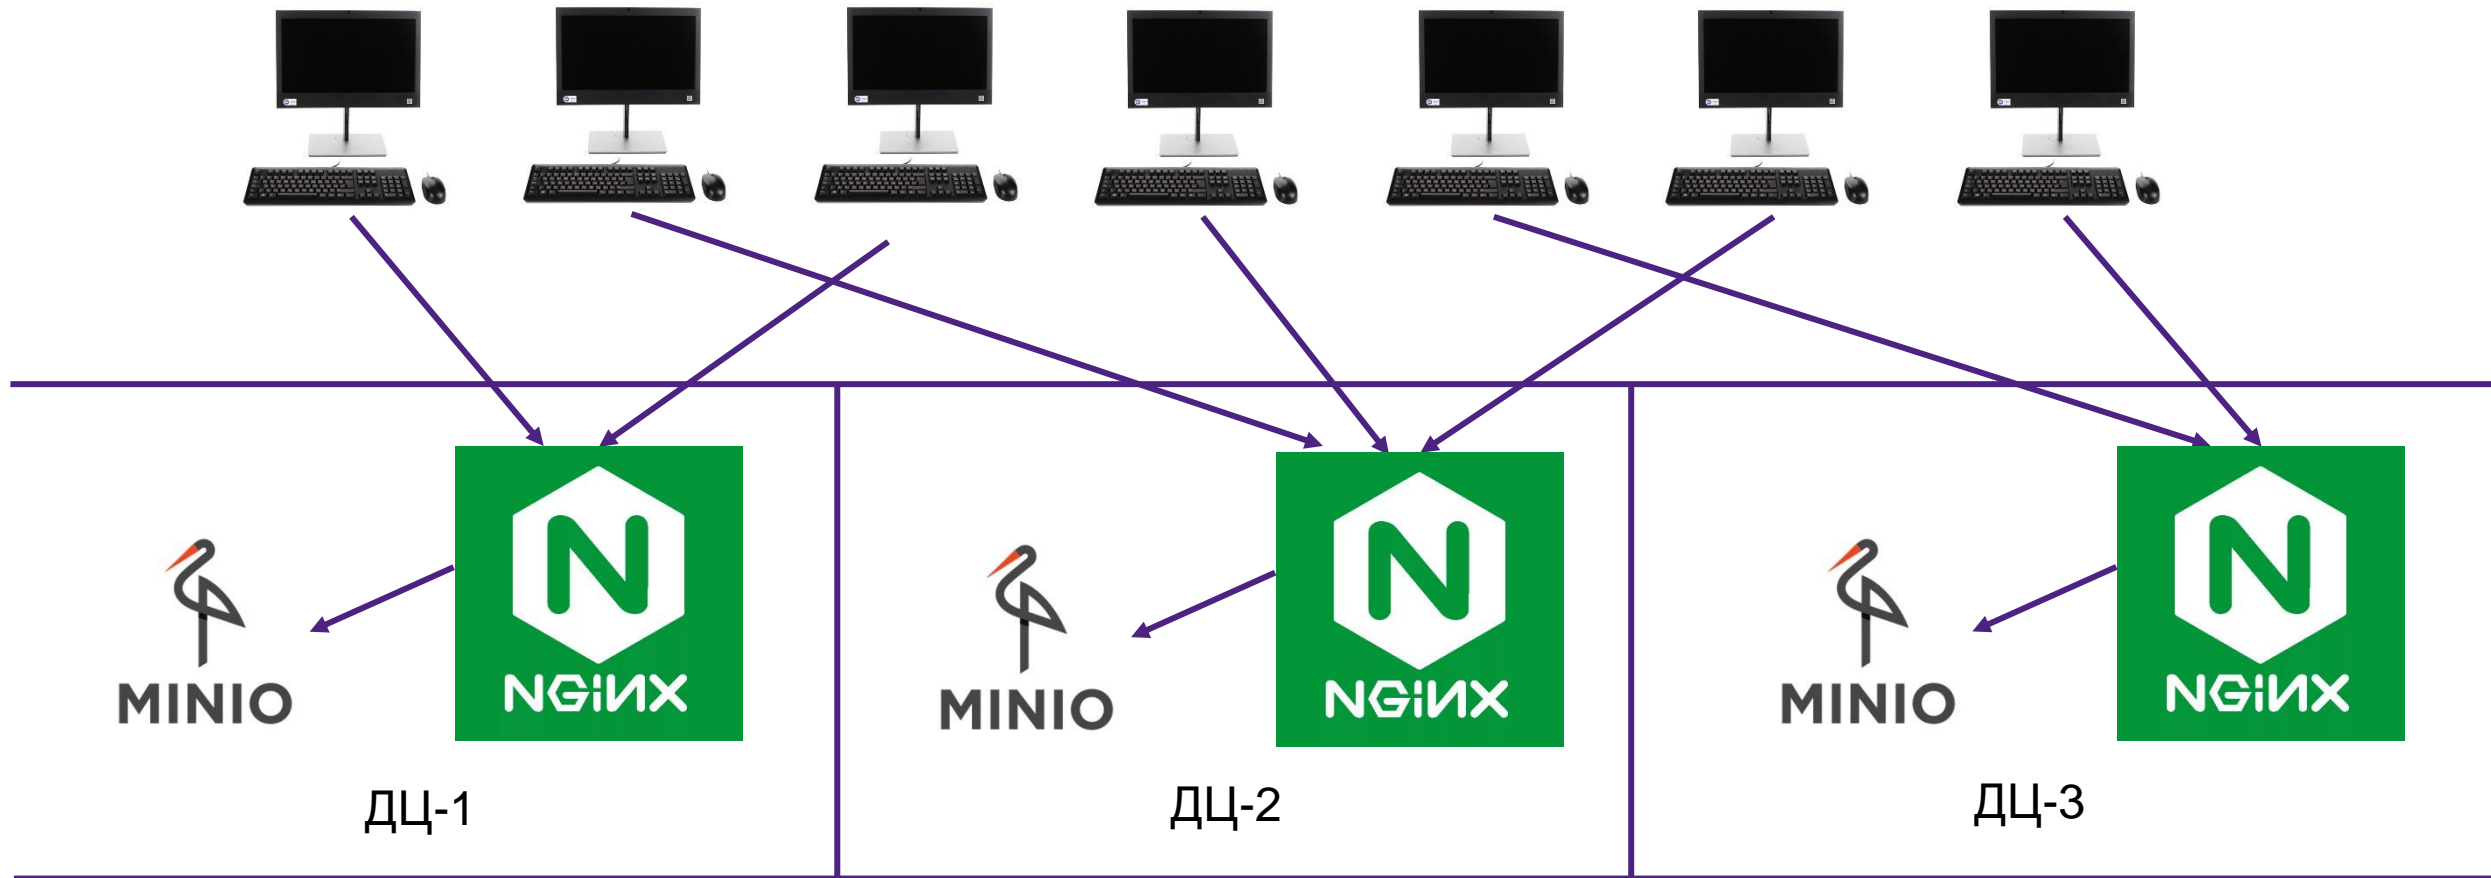 MINIO
NGiNX
MINIO
NGiNX
MINIO
NGiNX
ДЦ-1
ДЦ-2
ДЦ-3